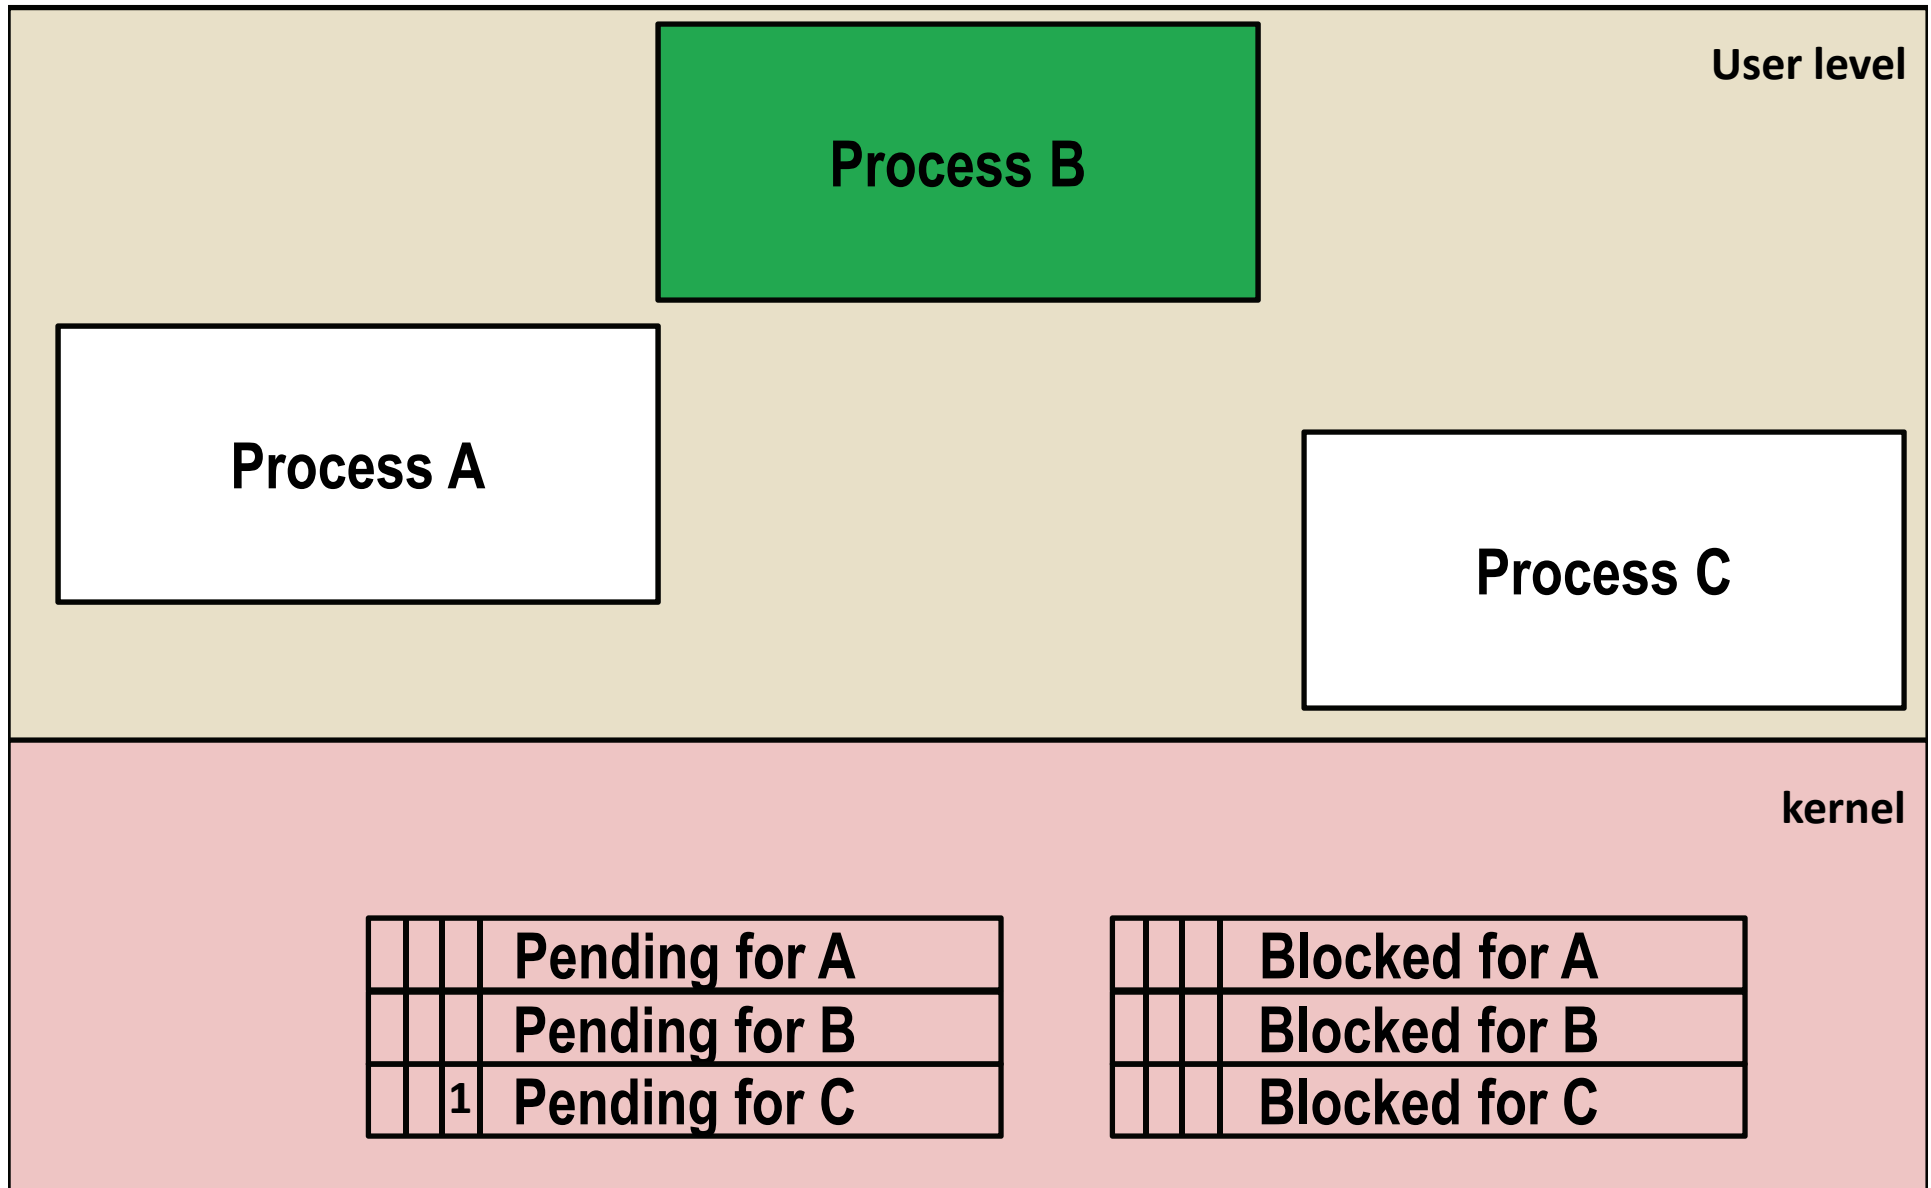 User level
Process B
Process A
Process C
kernel
Pending for A
Blocked for A
Pending for B
Blocked for B
1 Pending for C
Blocked for C